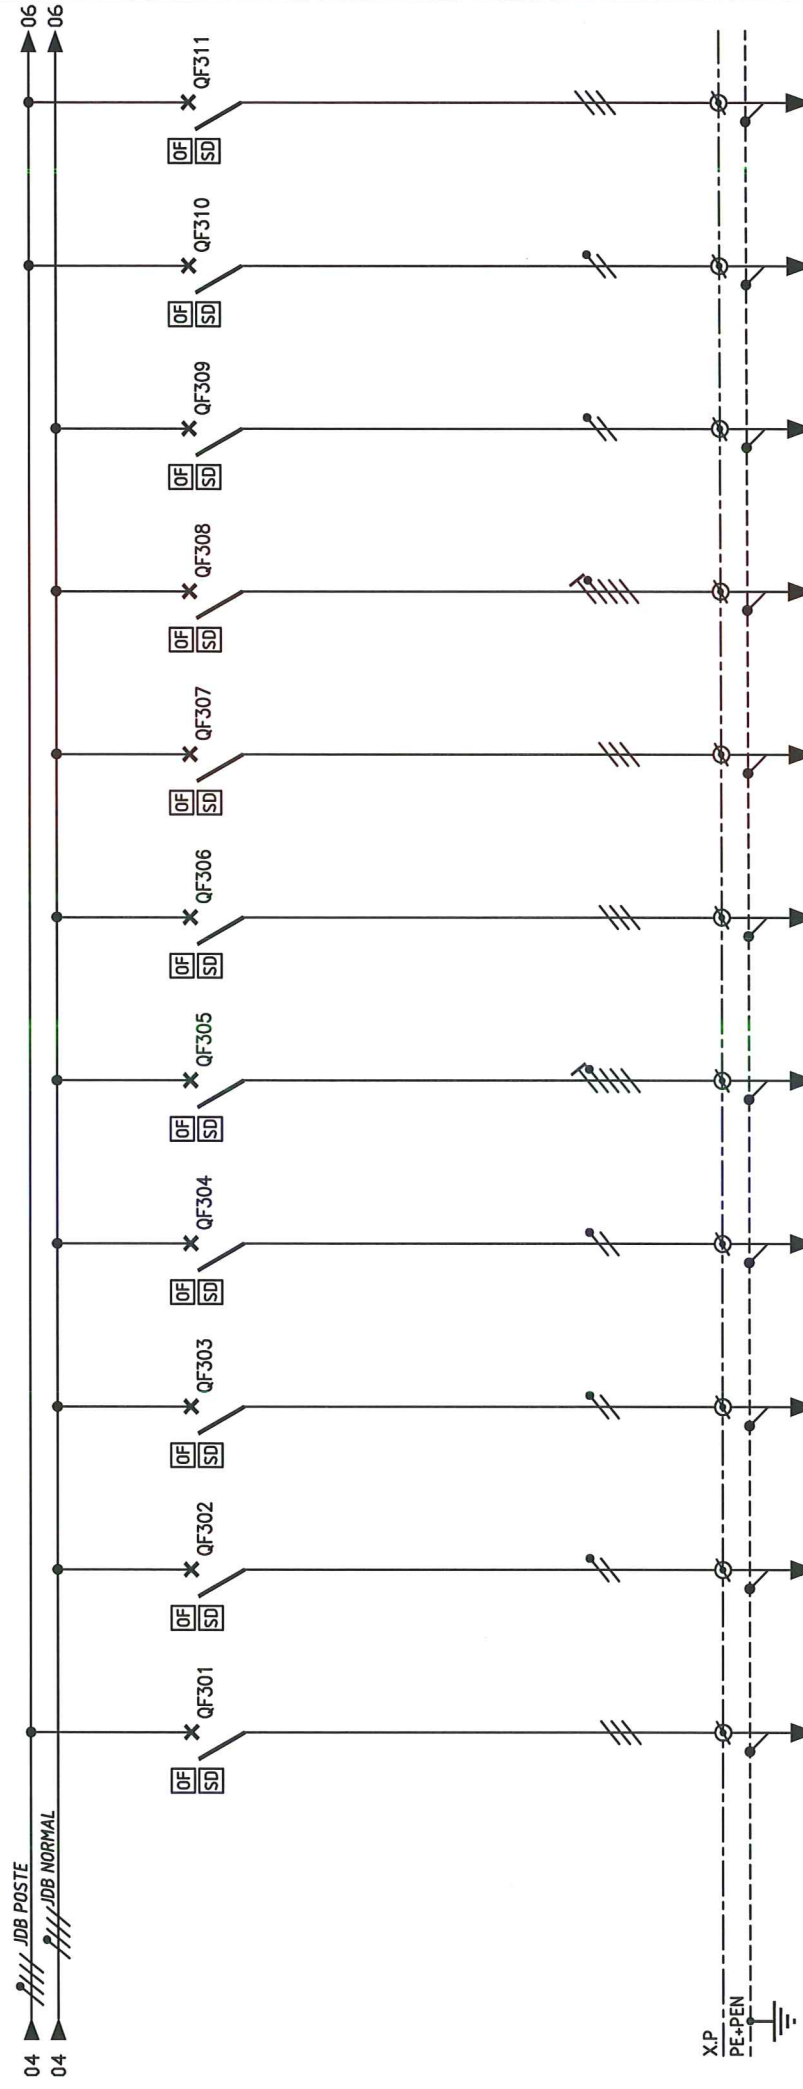 04 JDB POSTE 06
04 JDB NORMAL 06
OF SD QF301
OF SD QF302
OF SD QF303
OF SD QF304
OF SD QF305
OF SD QF306
OF SD QF307
OF SD QF308
OF SD QF309
OF SD QF310
OF SD QF311
X.P
PE+PEN